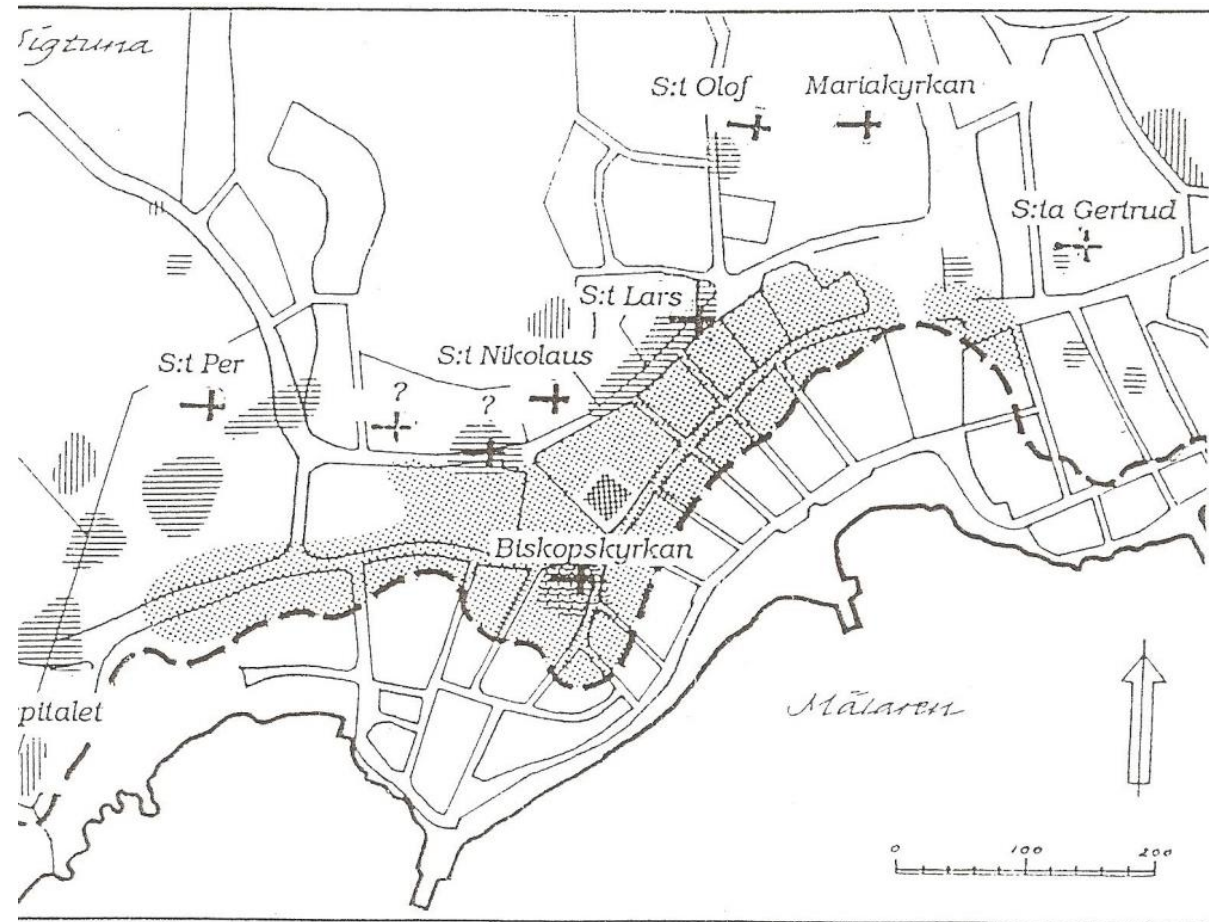 Sigtuna
S:t Olof
Mariakyrkan
S:ta Gertrud
S:t Lars
S:t Nikolaus
S:t Per
?
?
Biskopskyrkan
pitalet
Mälaren
0 100 200